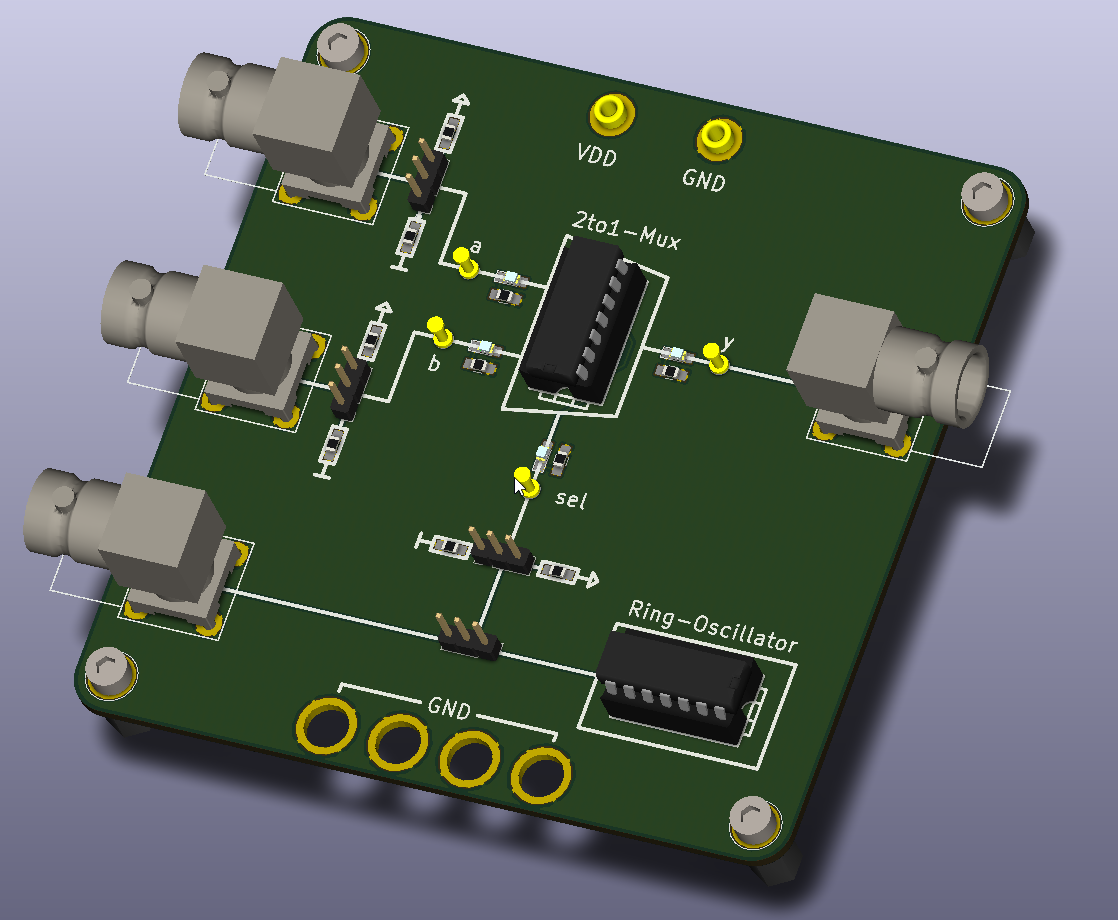 VDD
GND
2to1-Mux
a
b
y
sel
Ring-Oscillator
GND